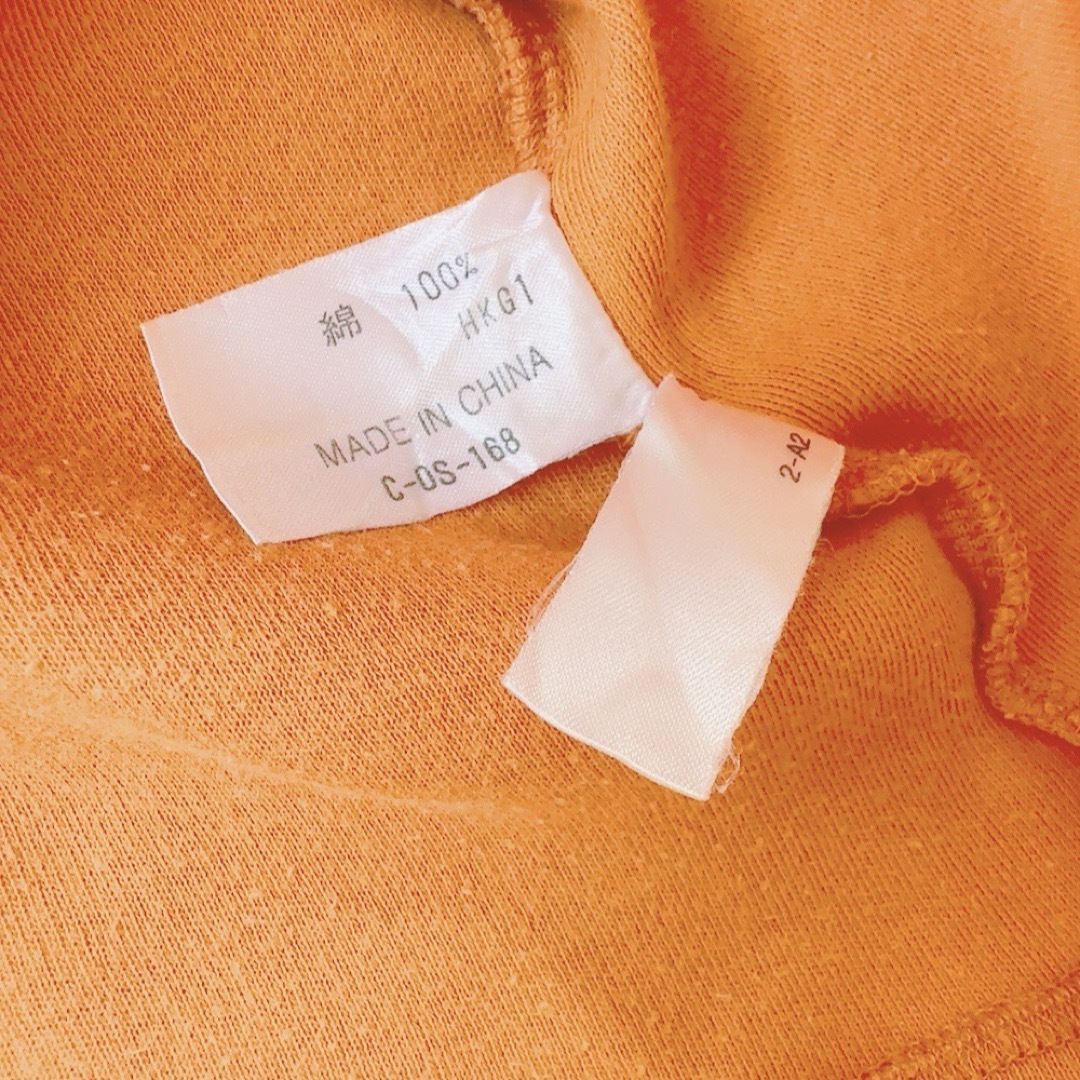 綿 100%
HKG1
MADE IN CHINA
C-OS-168
2-A2